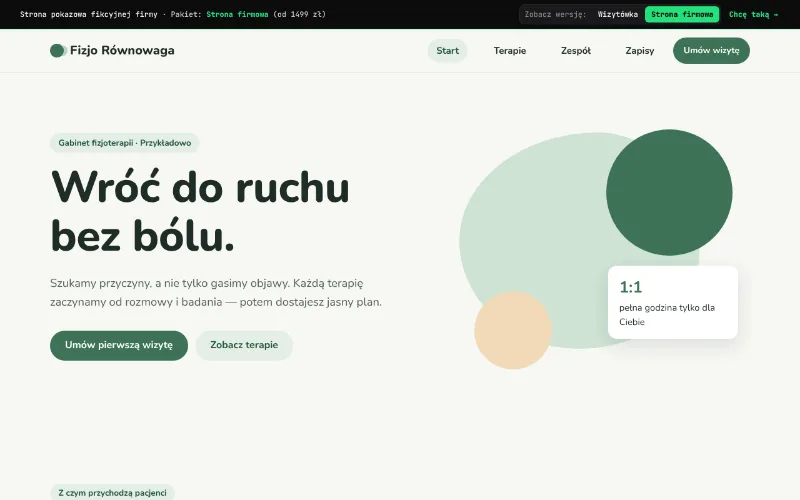 Strona pokazowa fikcyjnej firmy · Pakiet: Strona firmowa (od 1499 zł)
Zobacz wersję: Wizytówka Strona firmowa Chcę taką →
Fizjo Równowaga
Start Terapie Zespół Zapisy Umów wizytę
Gabinet fizjoterapii · Przykładowo
Wróć do ruchu
bez bólu.
Szukamy przyczyny, a nie tylko gasimy objawy. Każdą terapię
zaczynamy od rozmowy i badania — potem dostajesz jasny plan.
Umów pierwszą wizytę Zobacz terapie
1:1
pełna godzina tylko dla
Ciebie
Z czym przychodzą pacjenci